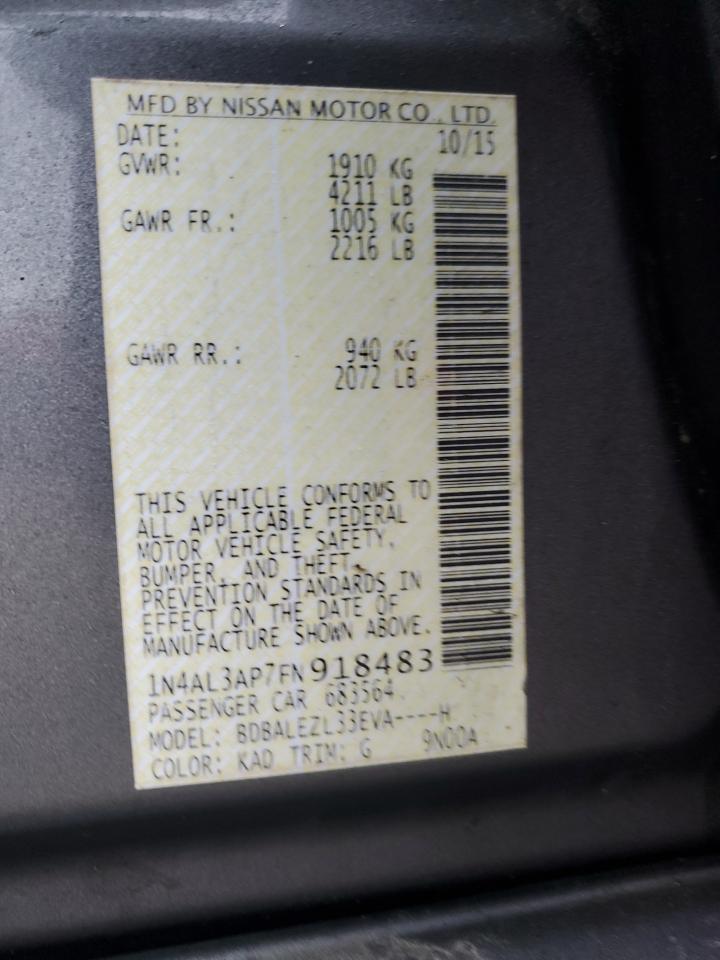 MFD BY NISSAN MOTOR CO., LTD.
DATE: 10/15
GVWR: 1910 KG
4211 LB
GAWR FR.: 1005 KG
2216 LB
GAWR RR.: 940 KG
2072 LB
THIS VEHICLE CONFORMS TO
ALL APPLICABLE FEDERAL
MOTOR VEHICLE SAFETY,
BUMPER, AND THEFT
PREVENTION STANDARDS IN
EFFECT ON THE DATE OF
MANUFACTURE SHOWN ABOVE.
1N4AL3AP7FN918483
PASSENGER CAR 683564
MODEL: BDBALEZL33EVA----H
COLOR: KAD TRIM: G 9N00A